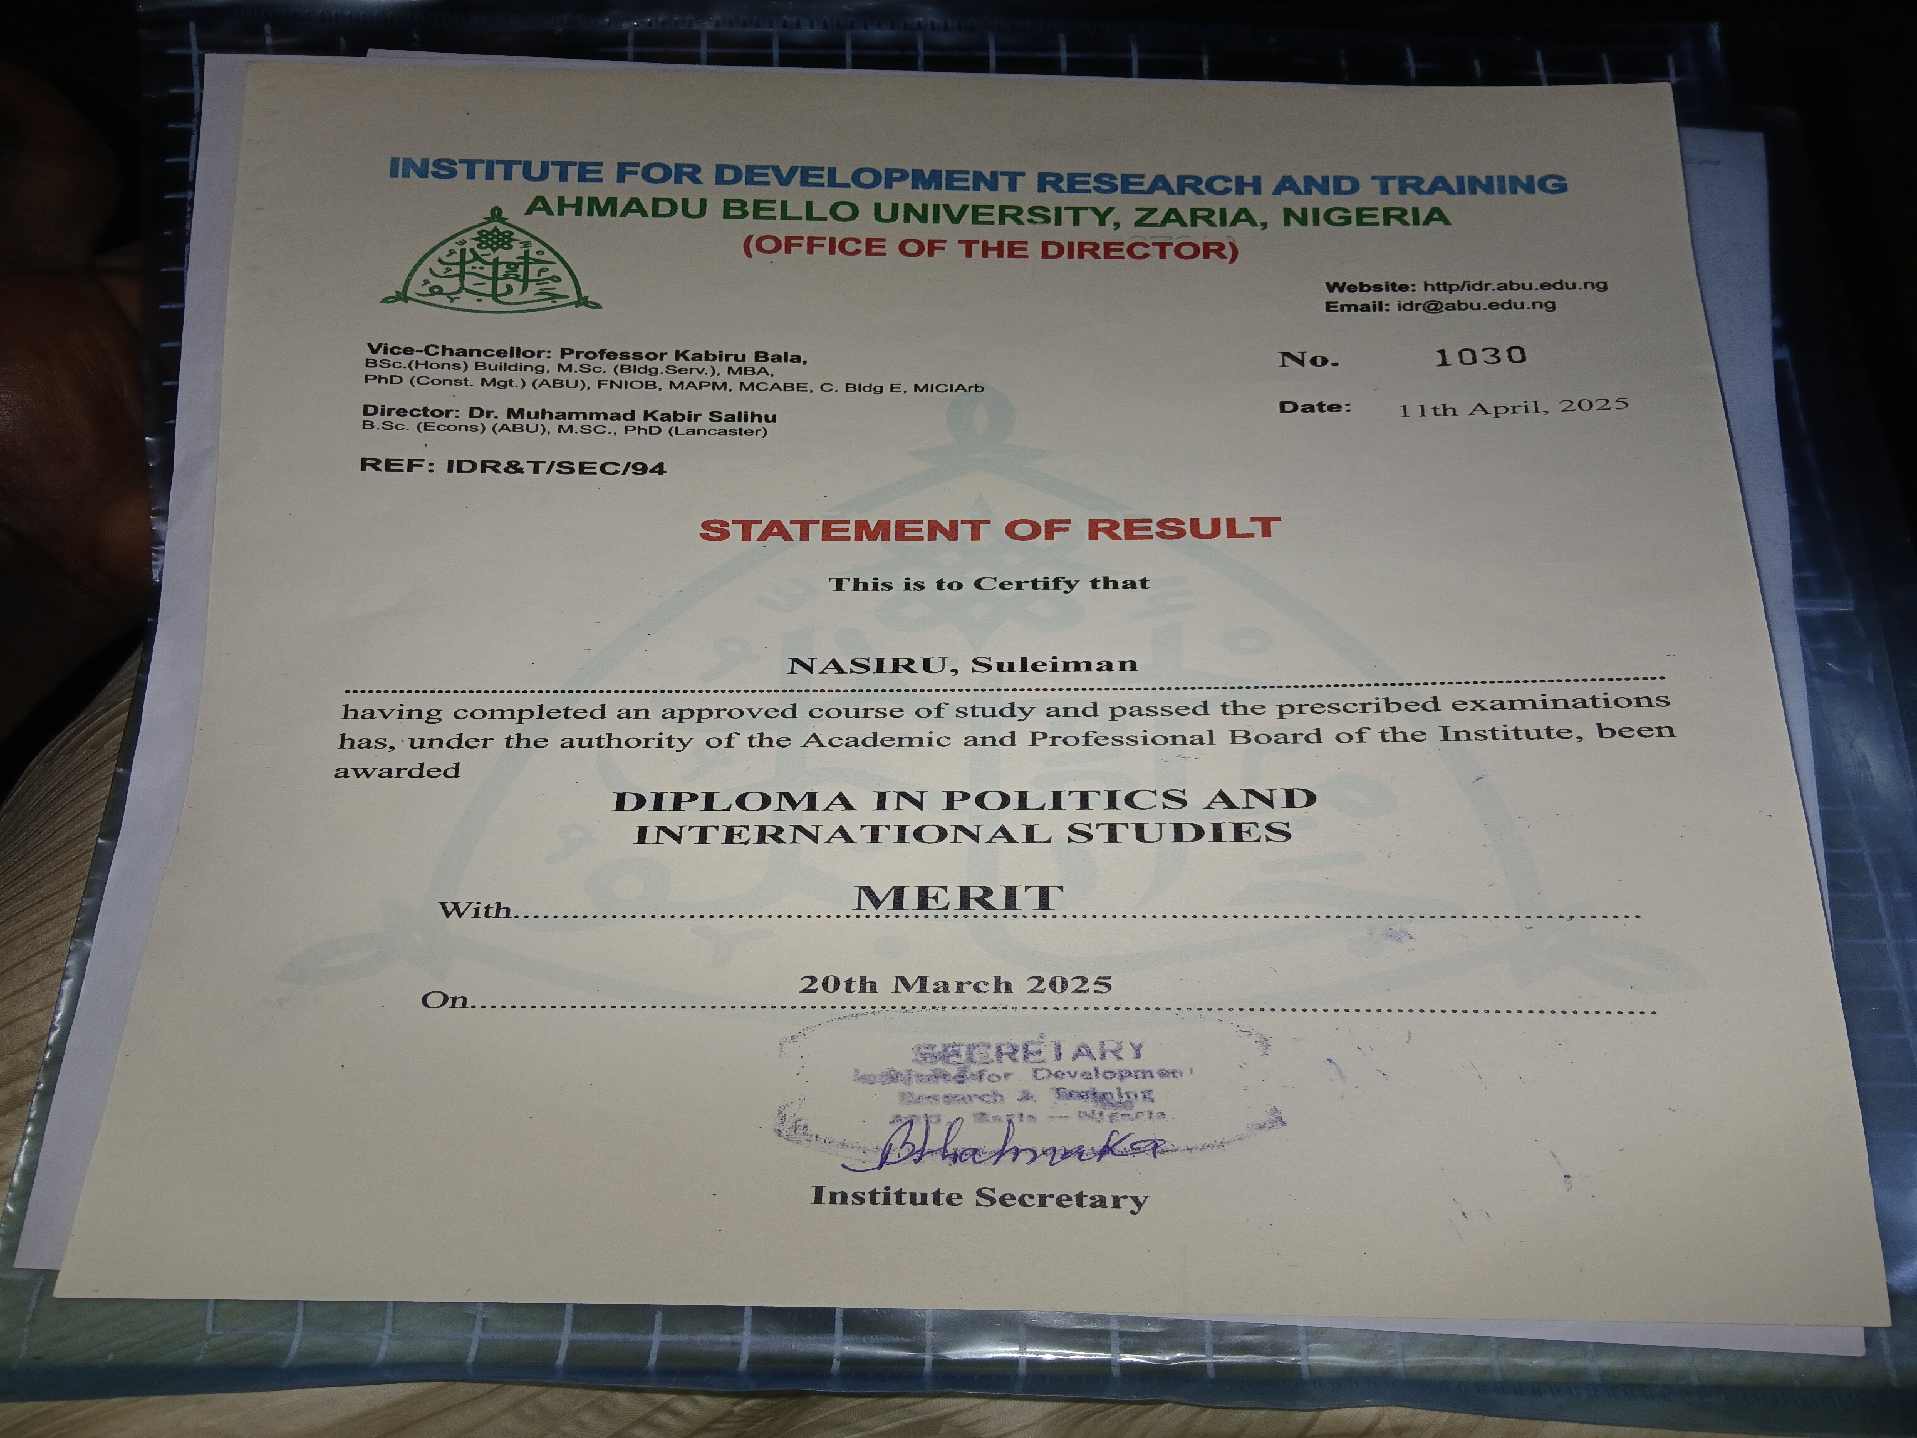 INSTITUTE FOR DEVELOPMENT RESEARCH AND TRAINING
AHMADU BELLO UNIVERSITY, ZARIA, NIGERIA
(OFFICE OF THE DIRECTOR)
Website: http/idr.abu.edu.ng
Email: idr@abu.edu.ng
Vice-Chancellor: Professor Kabiru Bala,
BSc.(Hons) Building, M.Sc. (Bldg.Serv.), MBA,
PhD (Const. Mgt.) (ABU), FNIOB, MAPM, MCABE, C. Bldg E, MICIArb
No. 1030
Director: Dr. Muhammad Kabir Salihu
B.Sc. (Econs) (ABU), M.SC., PhD (Lancaster)
Date: 11th April, 2025
REF: IDR&T/SEC/94
STATEMENT OF RESULT
This is to Certify that
NASIRU, Suleiman
having completed an approved course of study and passed the prescribed examinations
has, under the authority of the Academic and Professional Board of the Institute, been
awarded
DIPLOMA IN POLITICS AND
INTERNATIONAL STUDIES
With MERIT
On 20th March 2025
SECRETARY
Institute for Development
Research & Training
Zaria — Nigeria
Institute Secretary